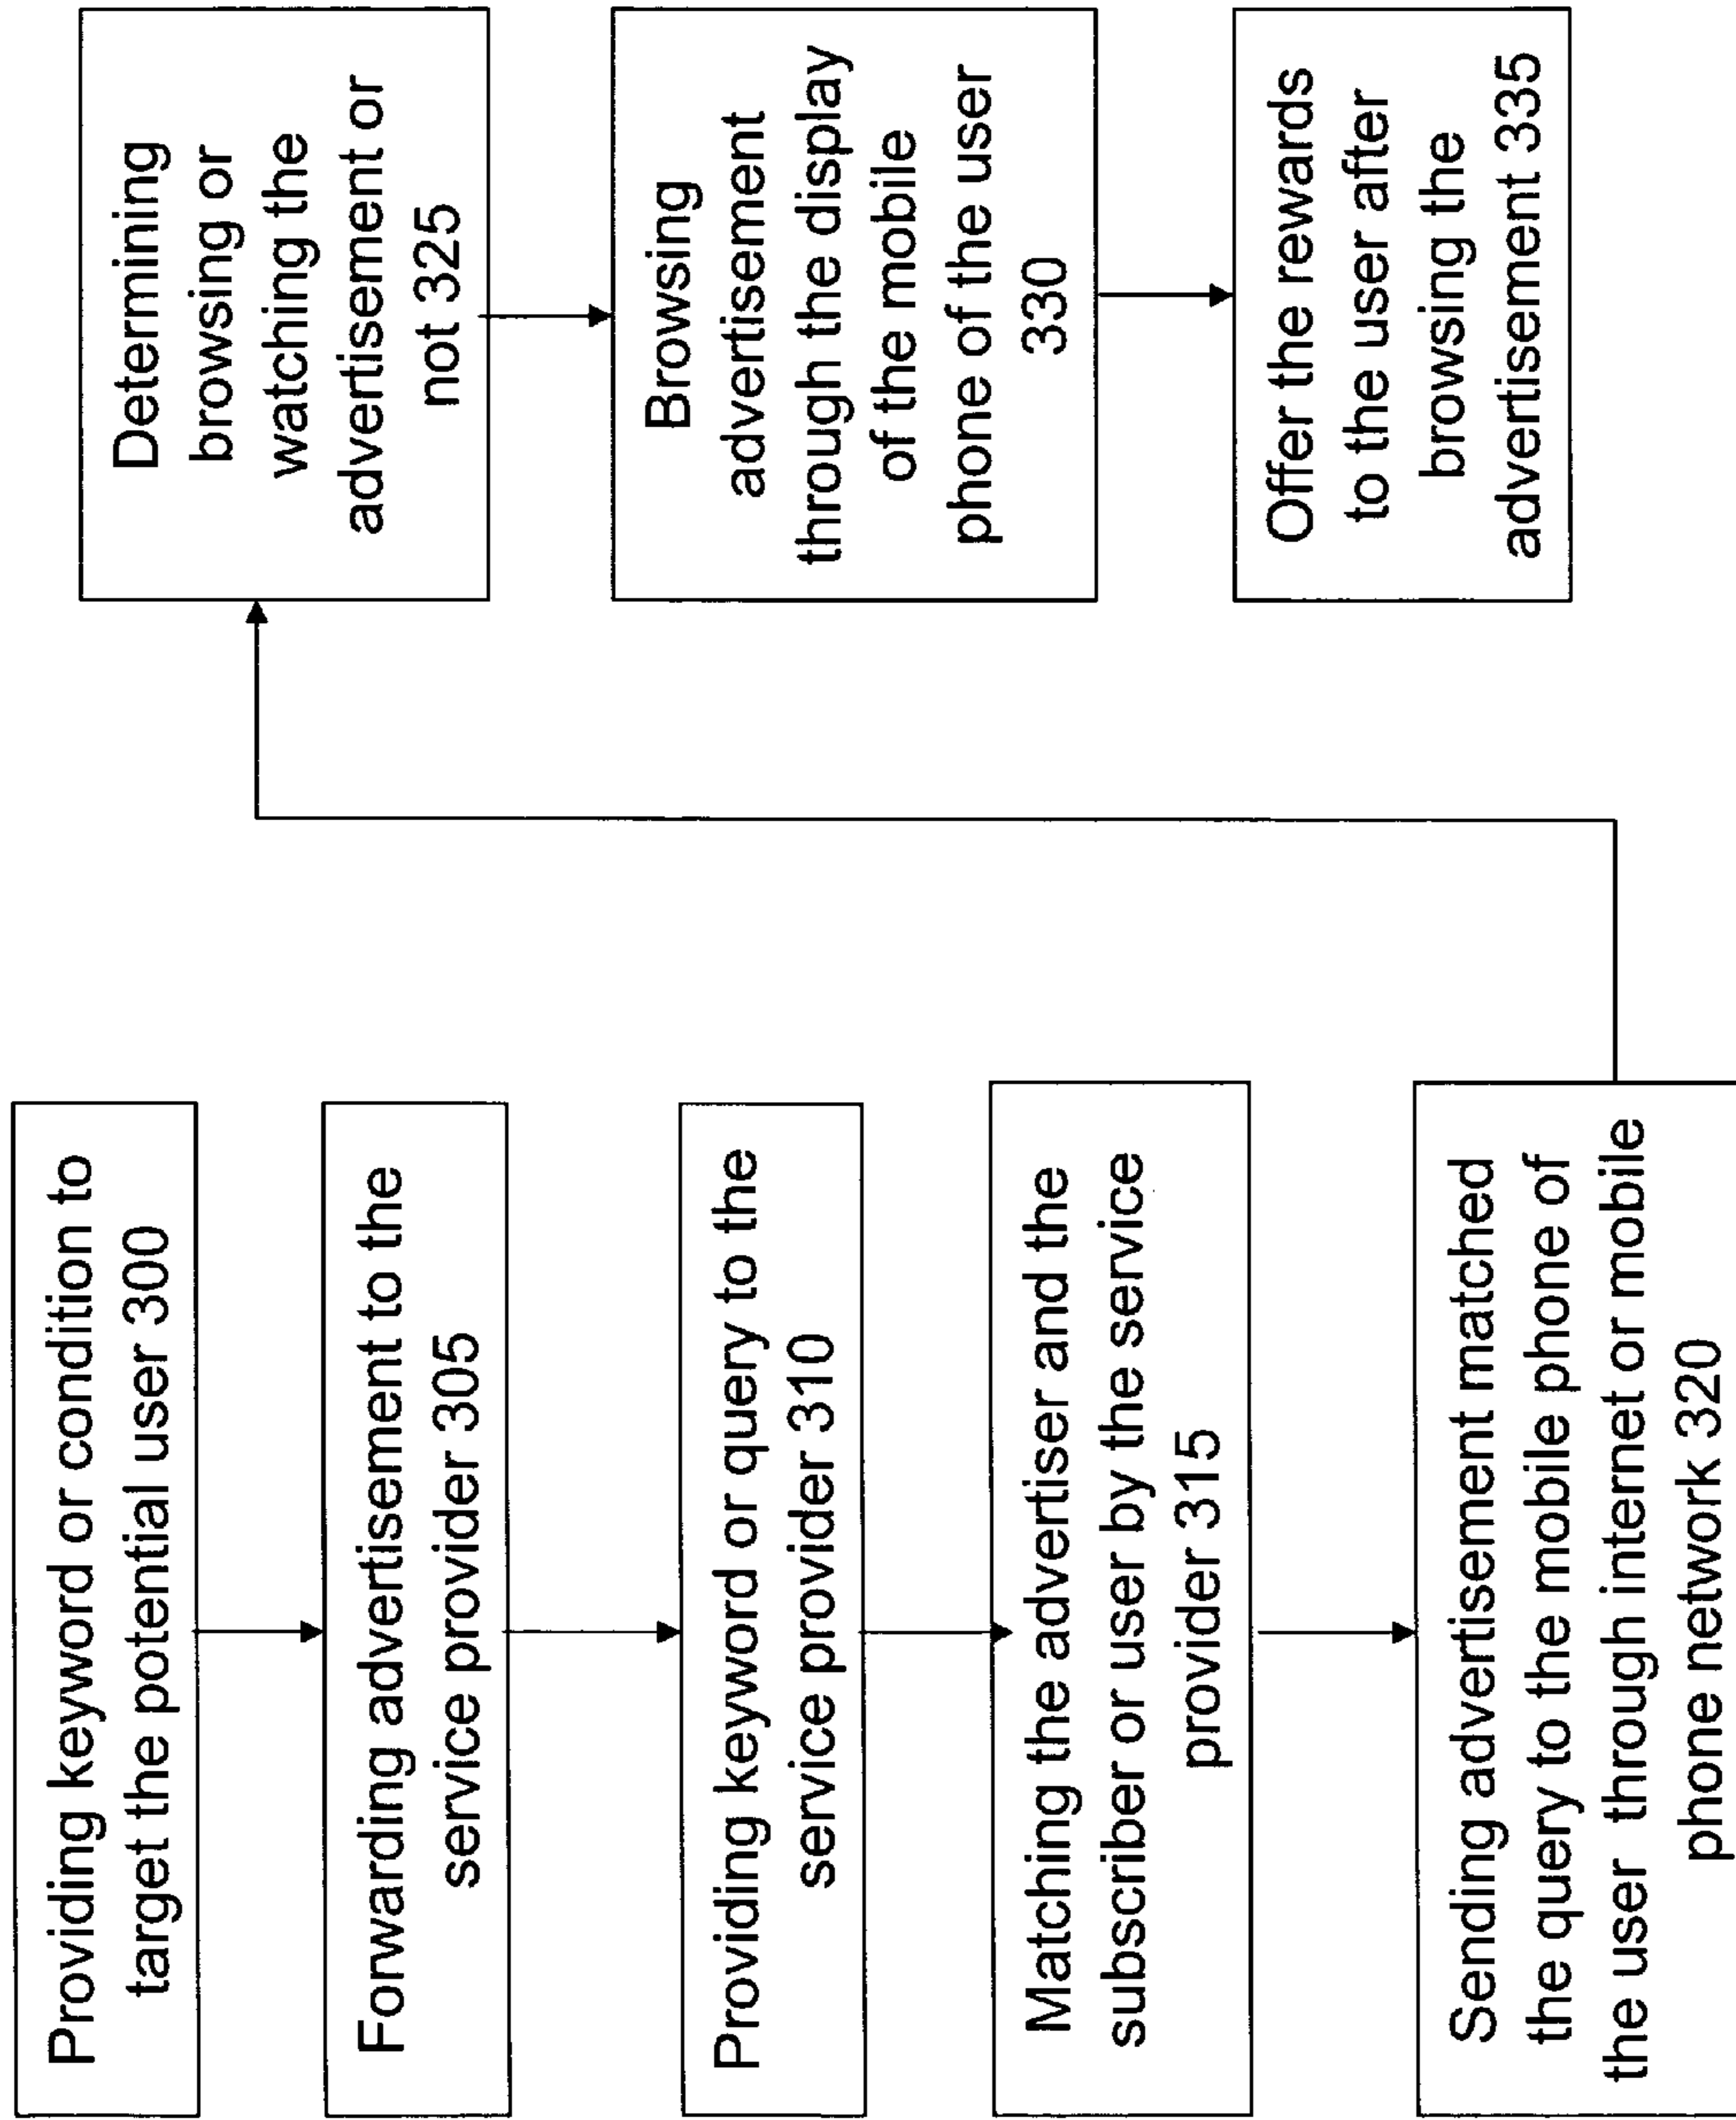 Providing keyword or condition to
target the potential user 300
Forwarding advertisement to the
service provider 305
Providing keyword or query to the
service provider 310
Matching the advertiser and the
subscriber or user by the service
provider 315
Sending advertisement matched
the query to the mobile phone of
the user through internet or mobile
phone network 320
Determining
browsing or
watching the
advertisement or
not 325
Browsing
advertisement
through the display
of the mobile
phone of the user
330
Offer the rewards
to the user after
browsing the
advertisement 335